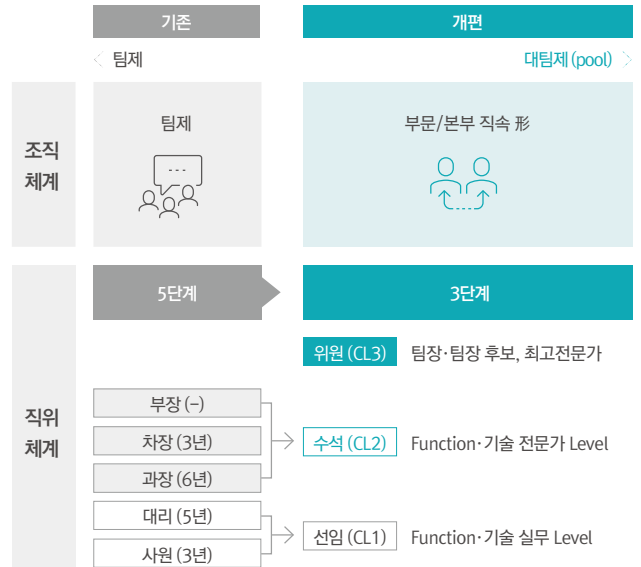 기존
개편
팀제
대팀제 (pool)
조직
체계
팀제
부문/본부 직속 形
직위
체계
5단계
3단계
위원 (CL3)
팀장·팀장 후보, 최고전문가
부장 (-)
차장 (3년)
과장 (6년)
수석 (CL2)
Function·기술 전문가 Level
대리 (5년)
사원 (3년)
선임 (CL1)
Function·기술 실무 Level